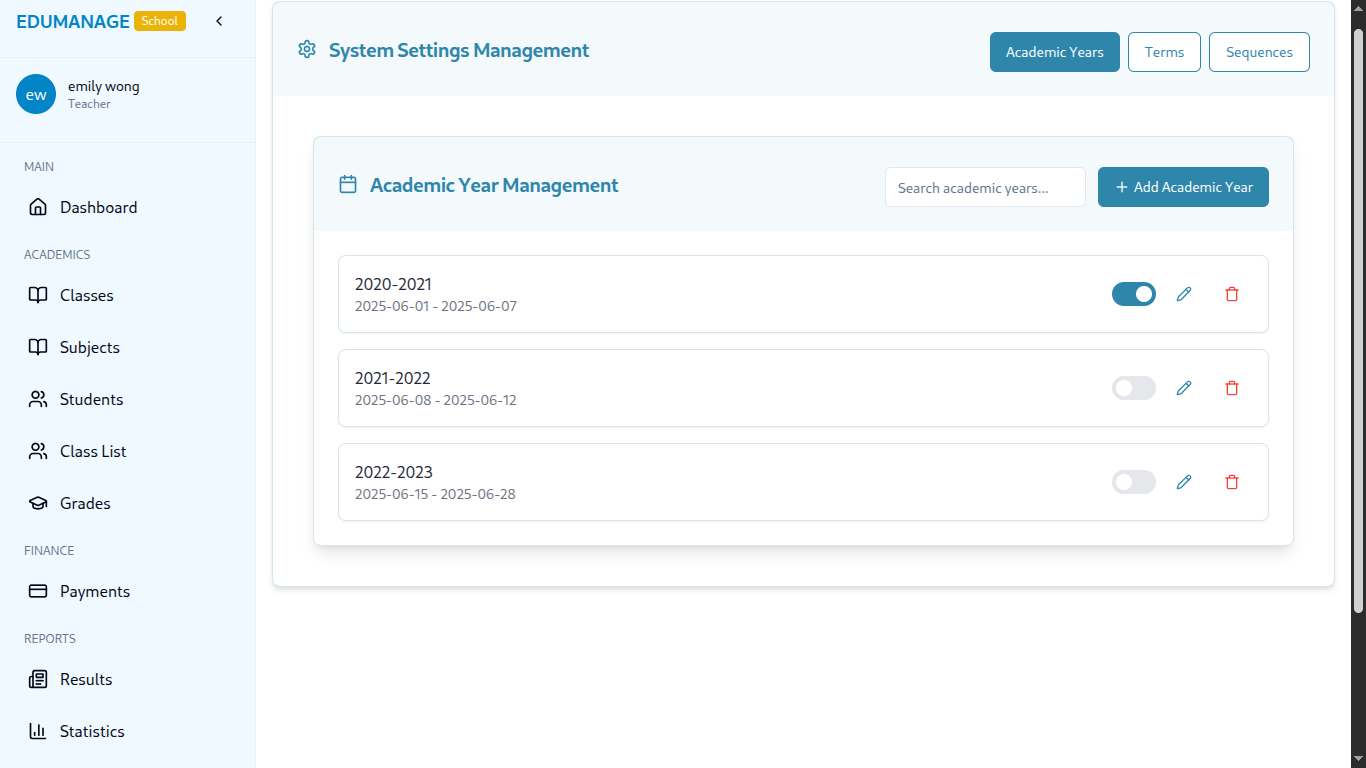 EDUMANAGE School
ew
emily wong
Teacher
MAIN
Dashboard
ACADEMICS
Classes
Subjects
Students
Class List
Grades
FINANCE
Payments
REPORTS
Results
Statistics
System Settings Management
Academic Years
Terms
Sequences
Academic Year Management
Search academic years...
Add Academic Year
2020-2021
2025-06-01 - 2025-06-07
2021-2022
2025-06-08 - 2025-06-12
2022-2023
2025-06-15 - 2025-06-28